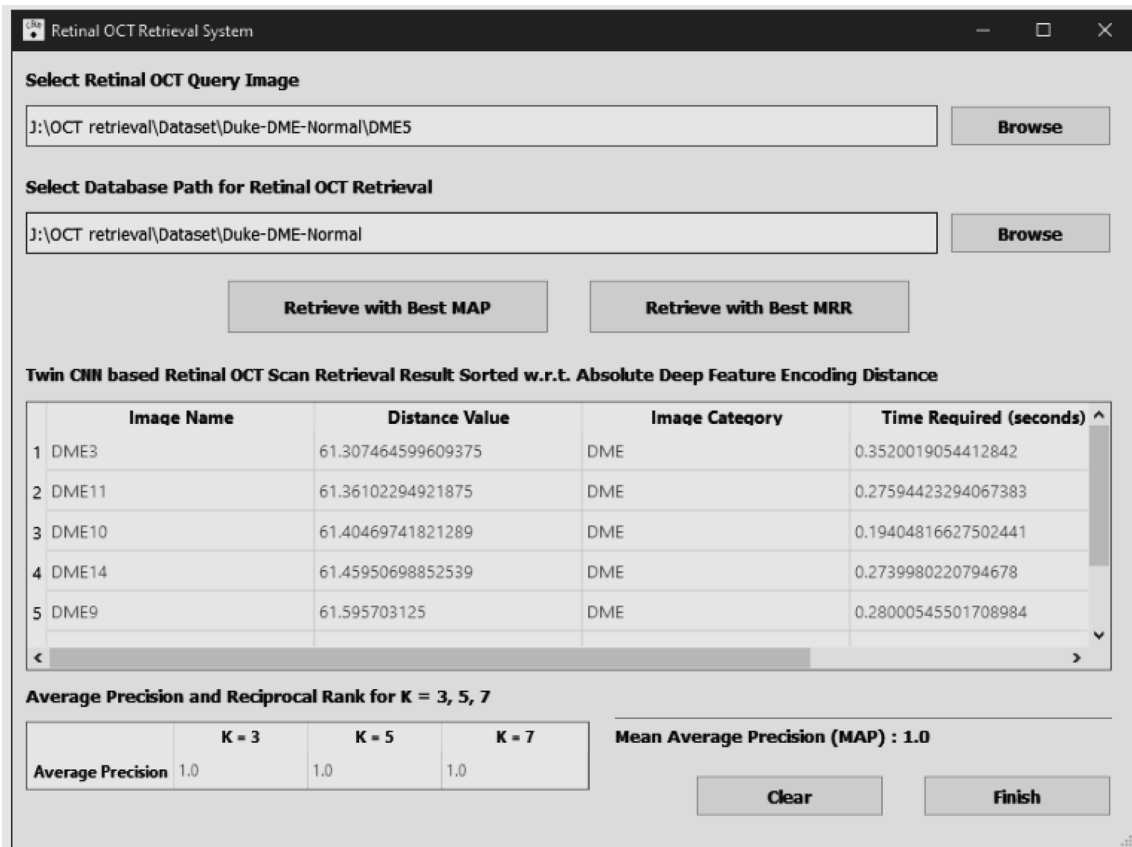 Retinal OCT Retrieval System
Select Retinal OCT Query Image
J:\OCT retrieval\Dataset\Duke-DME-Normal\DME5 Browse
Select Database Path for Retinal OCT Retrieval
J:\OCT retrieval\Dataset\Duke-DME-Normal Browse
Retrieve with Best MAP Retrieve with Best MRR
Twin CNN based Retinal OCT Scan Retrieval Result Sorted w.r.t. Absolute Deep Feature Encoding Distance
Image Name Distance Value Image Category Time Required (seconds)
1 DME3 61.307464599609375 DME 0.3520019054412842
2 DME11 61.36102294921875 DME 0.27594423294067383
3 DME10 61.40469741821289 DME 0.19404816627502441
4 DME14 61.45950698852539 DME 0.2739980220794678
5 DME9 61.595703125 DME 0.28000545501708984
Average Precision and Reciprocal Rank for K = 3, 5, 7
K = 3 K = 5 K = 7 Mean Average Precision (MAP) : 1.0
Average Precision 1.0 1.0 1.0
Clear Finish